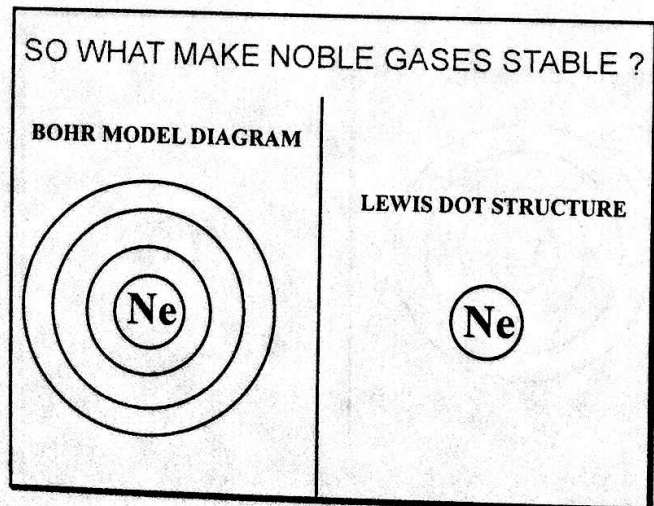 SO WHAT MAKE NOBLE GASES STABLE ?
BOHR MODEL DIAGRAM
Ne
LEWIS DOT STRUCTURE
Ne